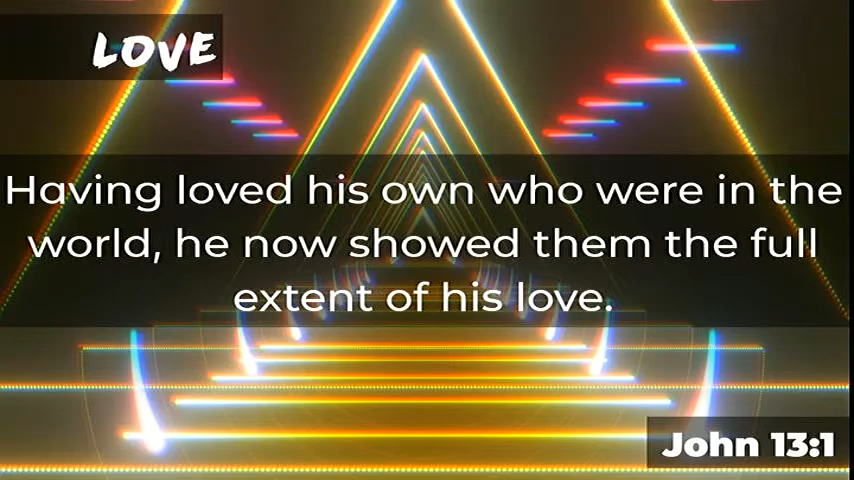 LOVE
Having loved his own who were in the
world, he now showed them the full
extent of his love.
John 13:1